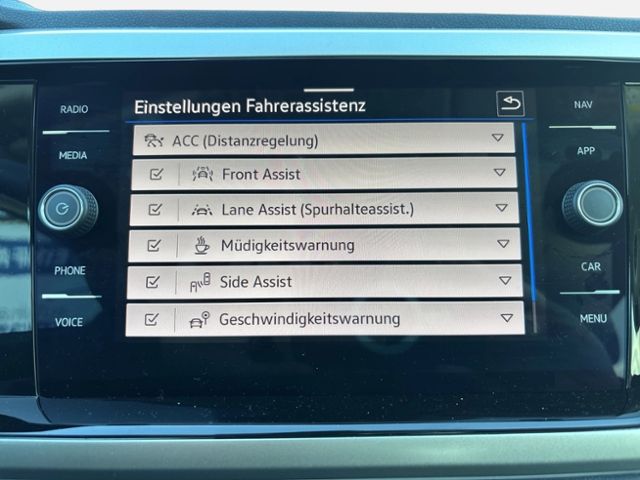 Einstellungen Fahrerassistenz
RADIO
MEDIA
PHONE
VOICE
ACC (Distanzregelung)
Front Assist
Lane Assist (Spurhalteassist.)
Müdigkeitswarnung
Side Assist
Geschwindigkeitswarnung
NAV
APP
CAR
MENU